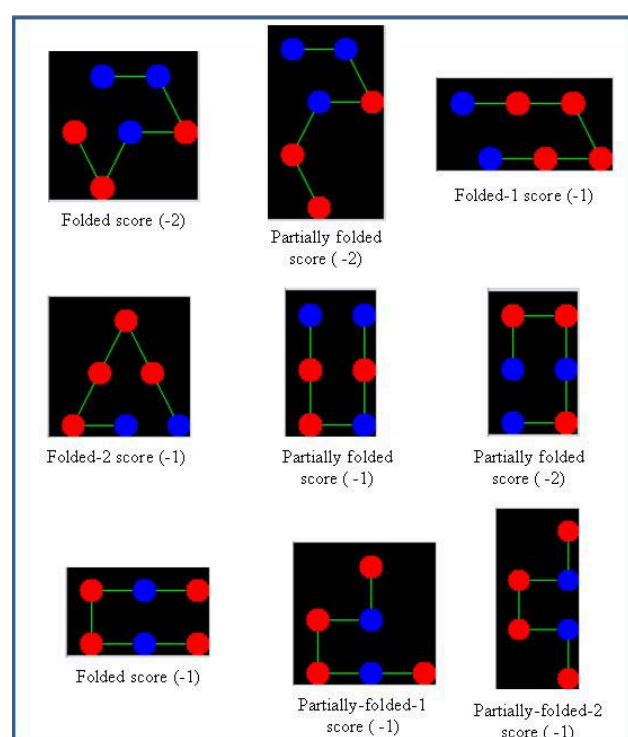 Folded score (-2)
Partially folded
score ( -2)
Folded-1 score (-1)
Folded-2 score (-1)
Partially folded
score ( -1)
Partially folded
score ( -2)
Folded score (-1)
Partially-folded-1
score ( -1)
Partially-folded-2
score ( -1)